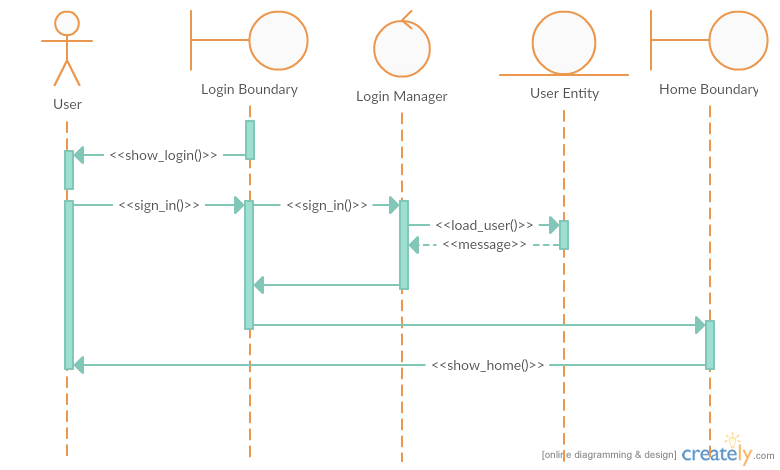 User
Login Boundary
Login Manager
User Entity
Home Boundary
<<show_login()>>
<<sign_in()>>
<<sign_in()>>
<<load_user()>>
<<message>>
<<show_home()>>
[online diagramming & design] creately.com